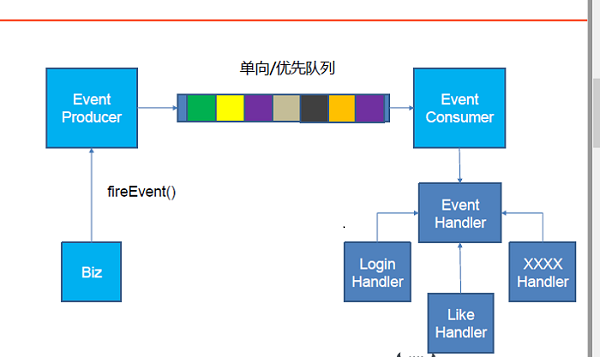 单向/优先队列
Event
Producer
Event
Consumer
fireEvent()
Event
Handler
Biz
Login
Handler
XXXX
Handler
Like
Handler